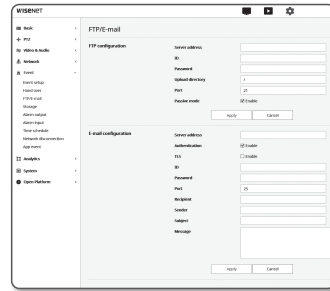 WISENET
Basic
PTZ
Video & Audio
Network
Event
Event setup
Hand over
FTP/E-mail
Storage
Alarm output
Alarm input
Time schedule
Network disconnection
App event
Analytics
System
Open Platform
FTP/E-mail
FTP configuration
Server address
ID
Password
Upload directory /
Port 21
Passive mode Enable
Apply Cancel
E-mail configuration
Server address
Authentication Enable
TLS Enable
ID
Password
Port 25
Recipient
Sender
Subject
Message
Apply Cancel